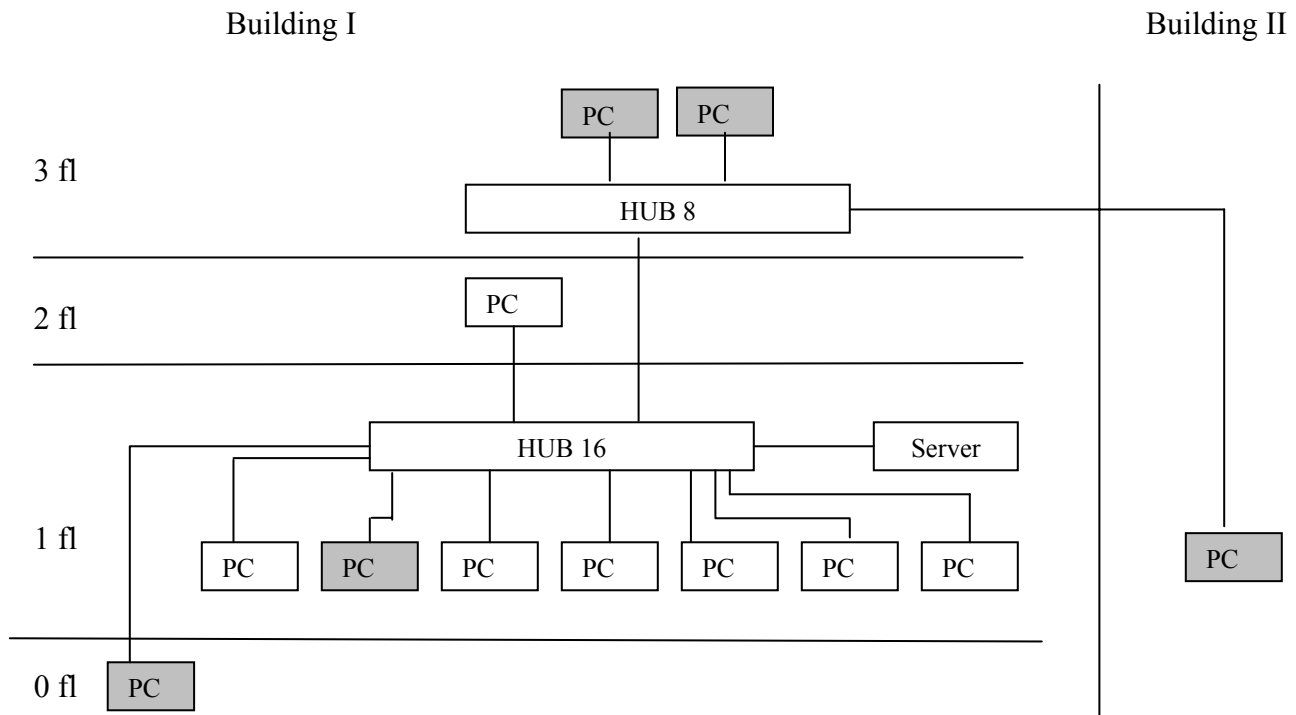 Building I
Building II
PC
PC
3 fl
HUB 8
PC
2 fl
HUB 16
Server
1 fl
PC
PC
PC
PC
PC
PC
PC
PC
0 fl
PC